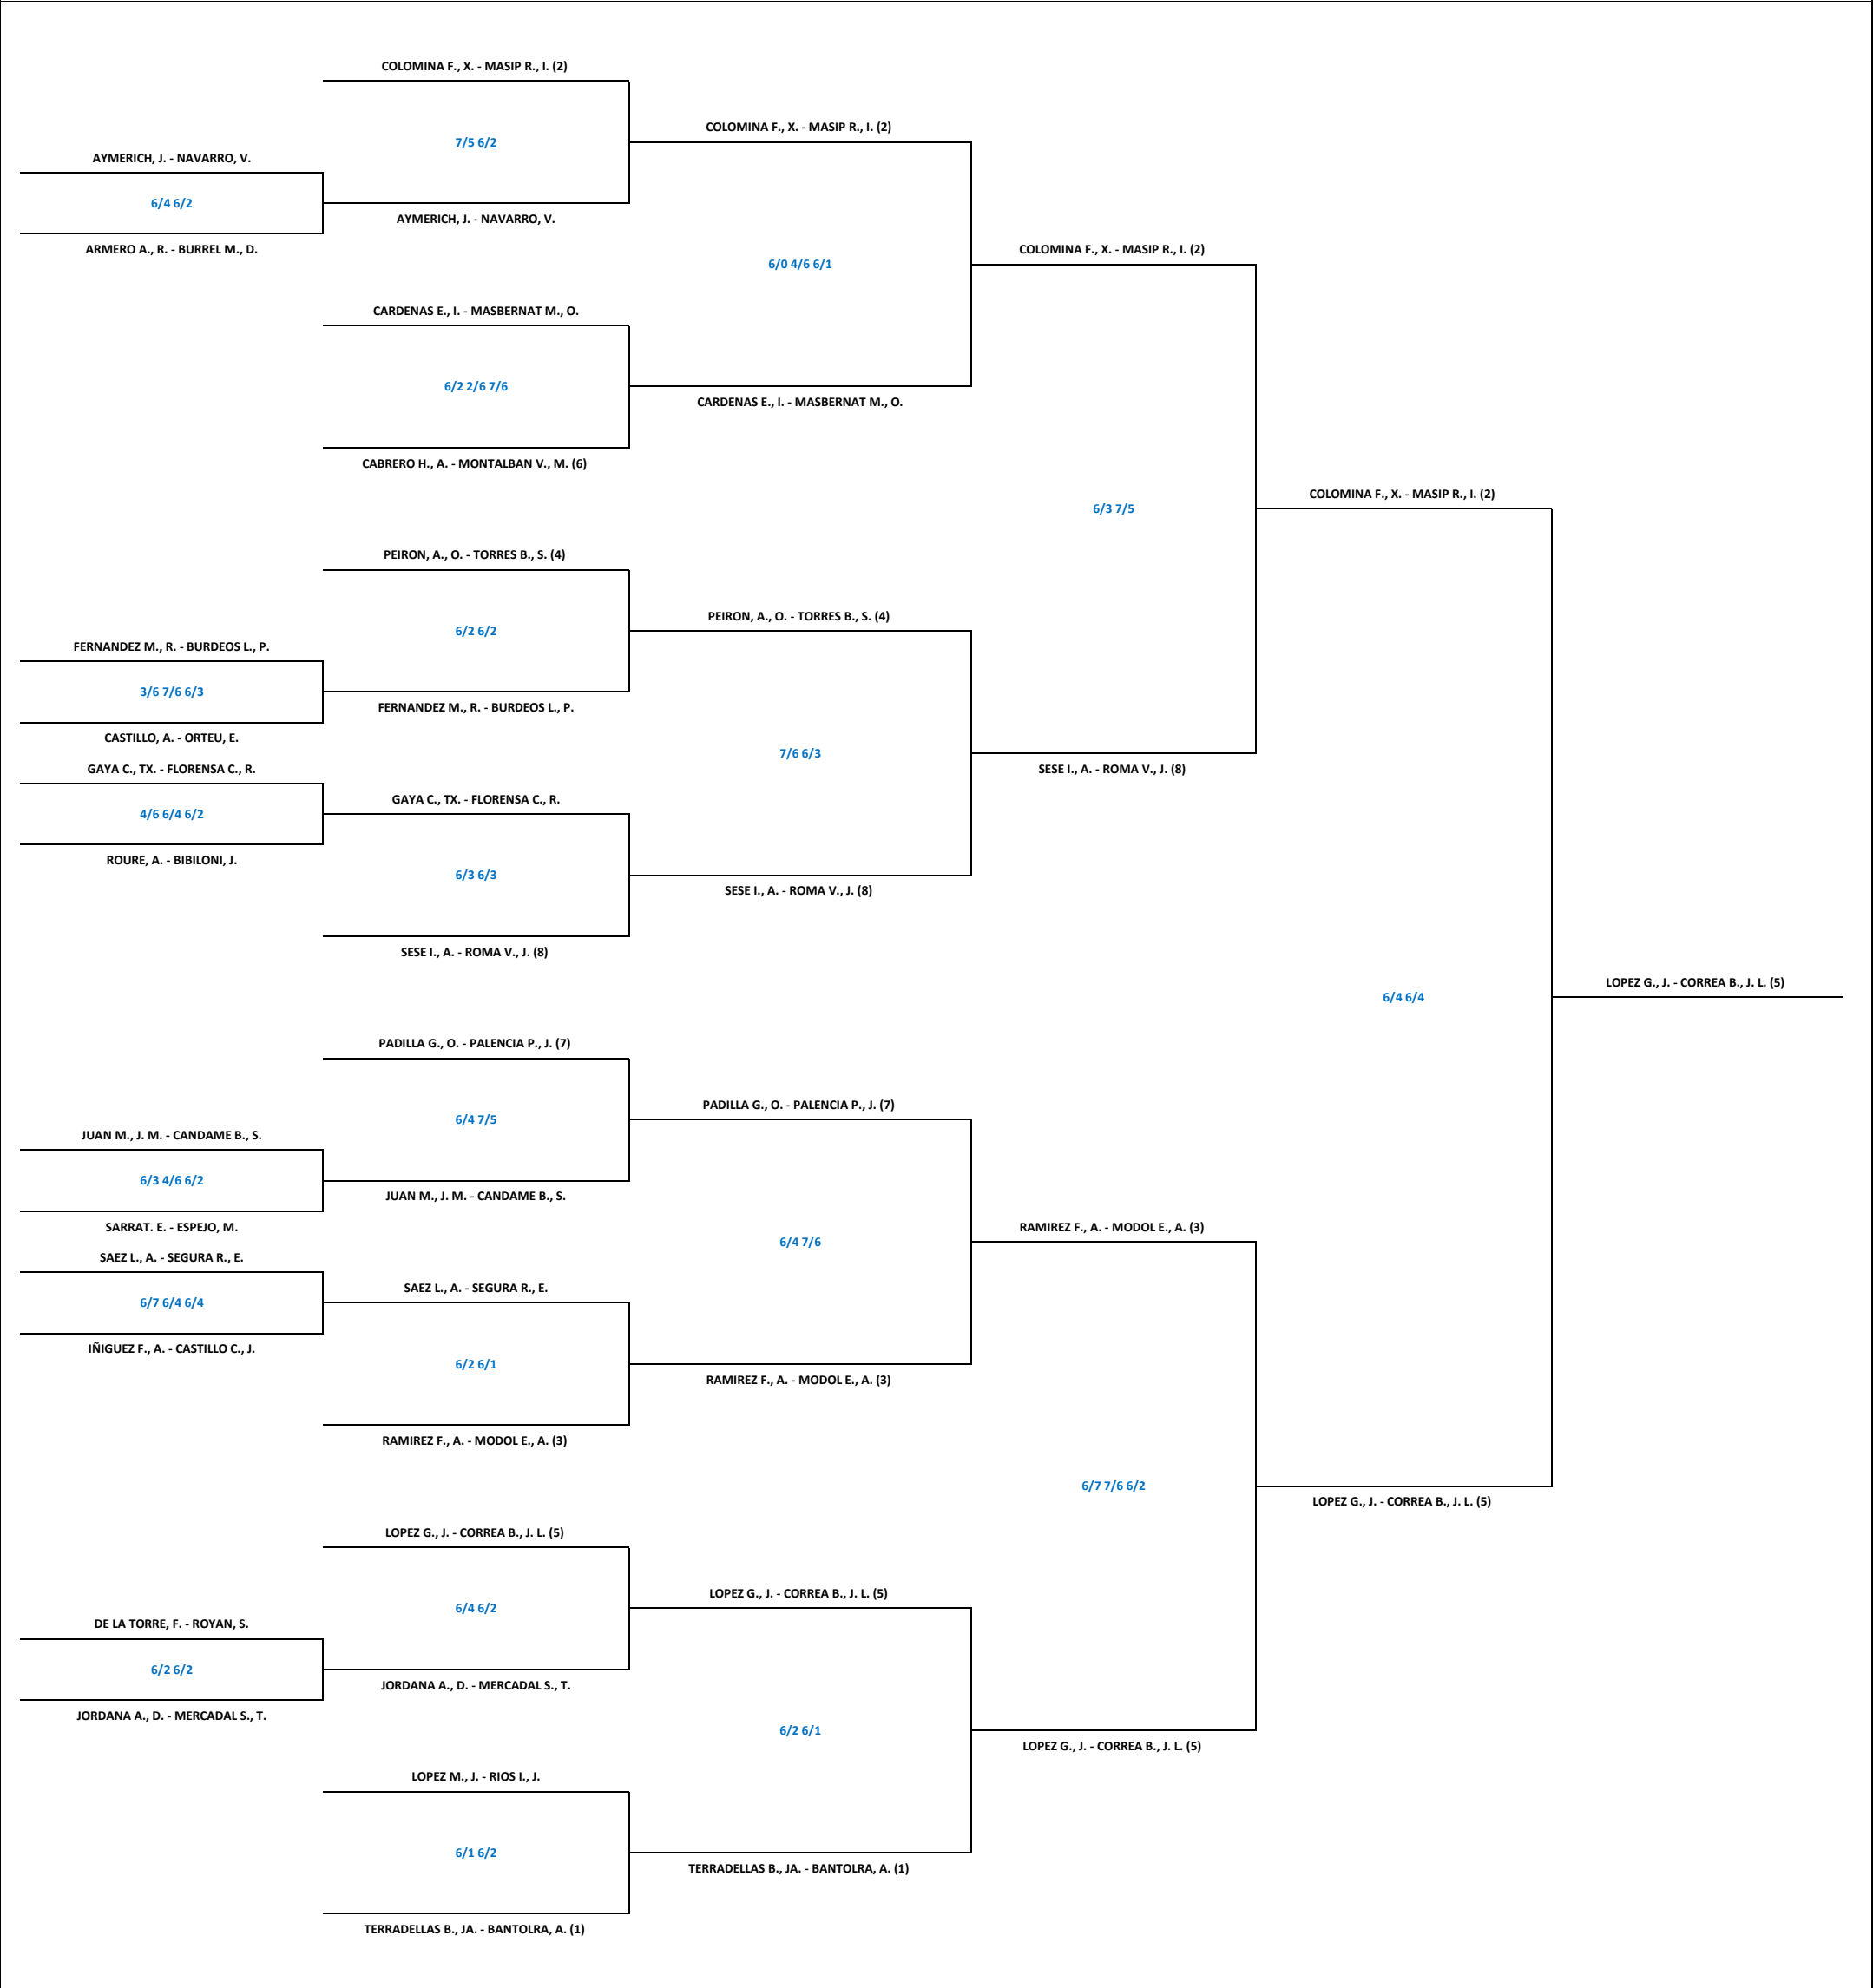 COLOMINA F., X. - MASIP R., I. (2)
7/5 6/2
COLOMINA F., X. - MASIP R., I. (2)
AYMERICH, J. - NAVARRO, V.
6/4 6/2
AYMERICH, J. - NAVARRO, V.
ARMERO A., R. - BURREL M., D.
6/0 4/6 6/1
COLOMINA F., X. - MASIP R., I. (2)
CARDENAS E., I. - MASBERNAT M., O.
6/2 2/6 7/6
CARDENAS E., I. - MASBERNAT M., O.
CABRERO H., A. - MONTALBAN V., M. (6)
6/3 7/5
COLOMINA F., X. - MASIP R., I. (2)
PEIRON, A., O. - TORRES B., S. (4)
6/2 6/2
PEIRON, A., O. - TORRES B., S. (4)
FERNANDEZ M., R. - BURDEOS L., P.
3/6 7/6 6/3
FERNANDEZ M., R. - BURDEOS L., P.
CASTILLO, A. - ORTEU, E.
7/6 6/3
SESE I., A. - ROMA V., J. (8)
GAYA C., TX. - FLORENSA C., R.
4/6 6/4 6/2
GAYA C., TX. - FLORENSA C., R.
ROURE, A. - BIBILONI, J.
6/3 6/3
SESE I., A. - ROMA V., J. (8)
SESE I., A. - ROMA V., J. (8)
6/4 6/4
LOPEZ G., J. - CORREA B., J. L. (5)
PADILLA G., O. - PALENCIA P., J. (7)
6/4 7/5
PADILLA G., O. - PALENCIA P., J. (7)
JUAN M., J. M. - CANDAME B., S.
6/3 4/6 6/2
JUAN M., J. M. - CANDAME B., S.
SARRAT. E. - ESPEJO, M.
6/4 7/6
RAMIREZ F., A. - MODOL E., A. (3)
SAEZ L., A. - SEGURA R., E.
6/7 6/4 6/4
SAEZ L., A. - SEGURA R., E.
IÑIGUEZ F., A. - CASTILLO C., J.
6/2 6/1
RAMIREZ F., A. - MODOL E., A. (3)
RAMIREZ F., A. - MODOL E., A. (3)
6/7 7/6 6/2
LOPEZ G., J. - CORREA B., J. L. (5)
LOPEZ G., J. - CORREA B., J. L. (5)
6/4 6/2
LOPEZ G., J. - CORREA B., J. L. (5)
DE LA TORRE, F. - ROYAN, S.
6/2 6/2
JORDANA A., D. - MERCADAL S., T.
JORDANA A., D. - MERCADAL S., T.
6/2 6/1
LOPEZ G., J. - CORREA B., J. L. (5)
LOPEZ M., J. - RIOS I., J.
6/1 6/2
TERRADELLAS B., JA. - BANTOLRA, A. (1)
TERRADELLAS B., JA. - BANTOLRA, A. (1)